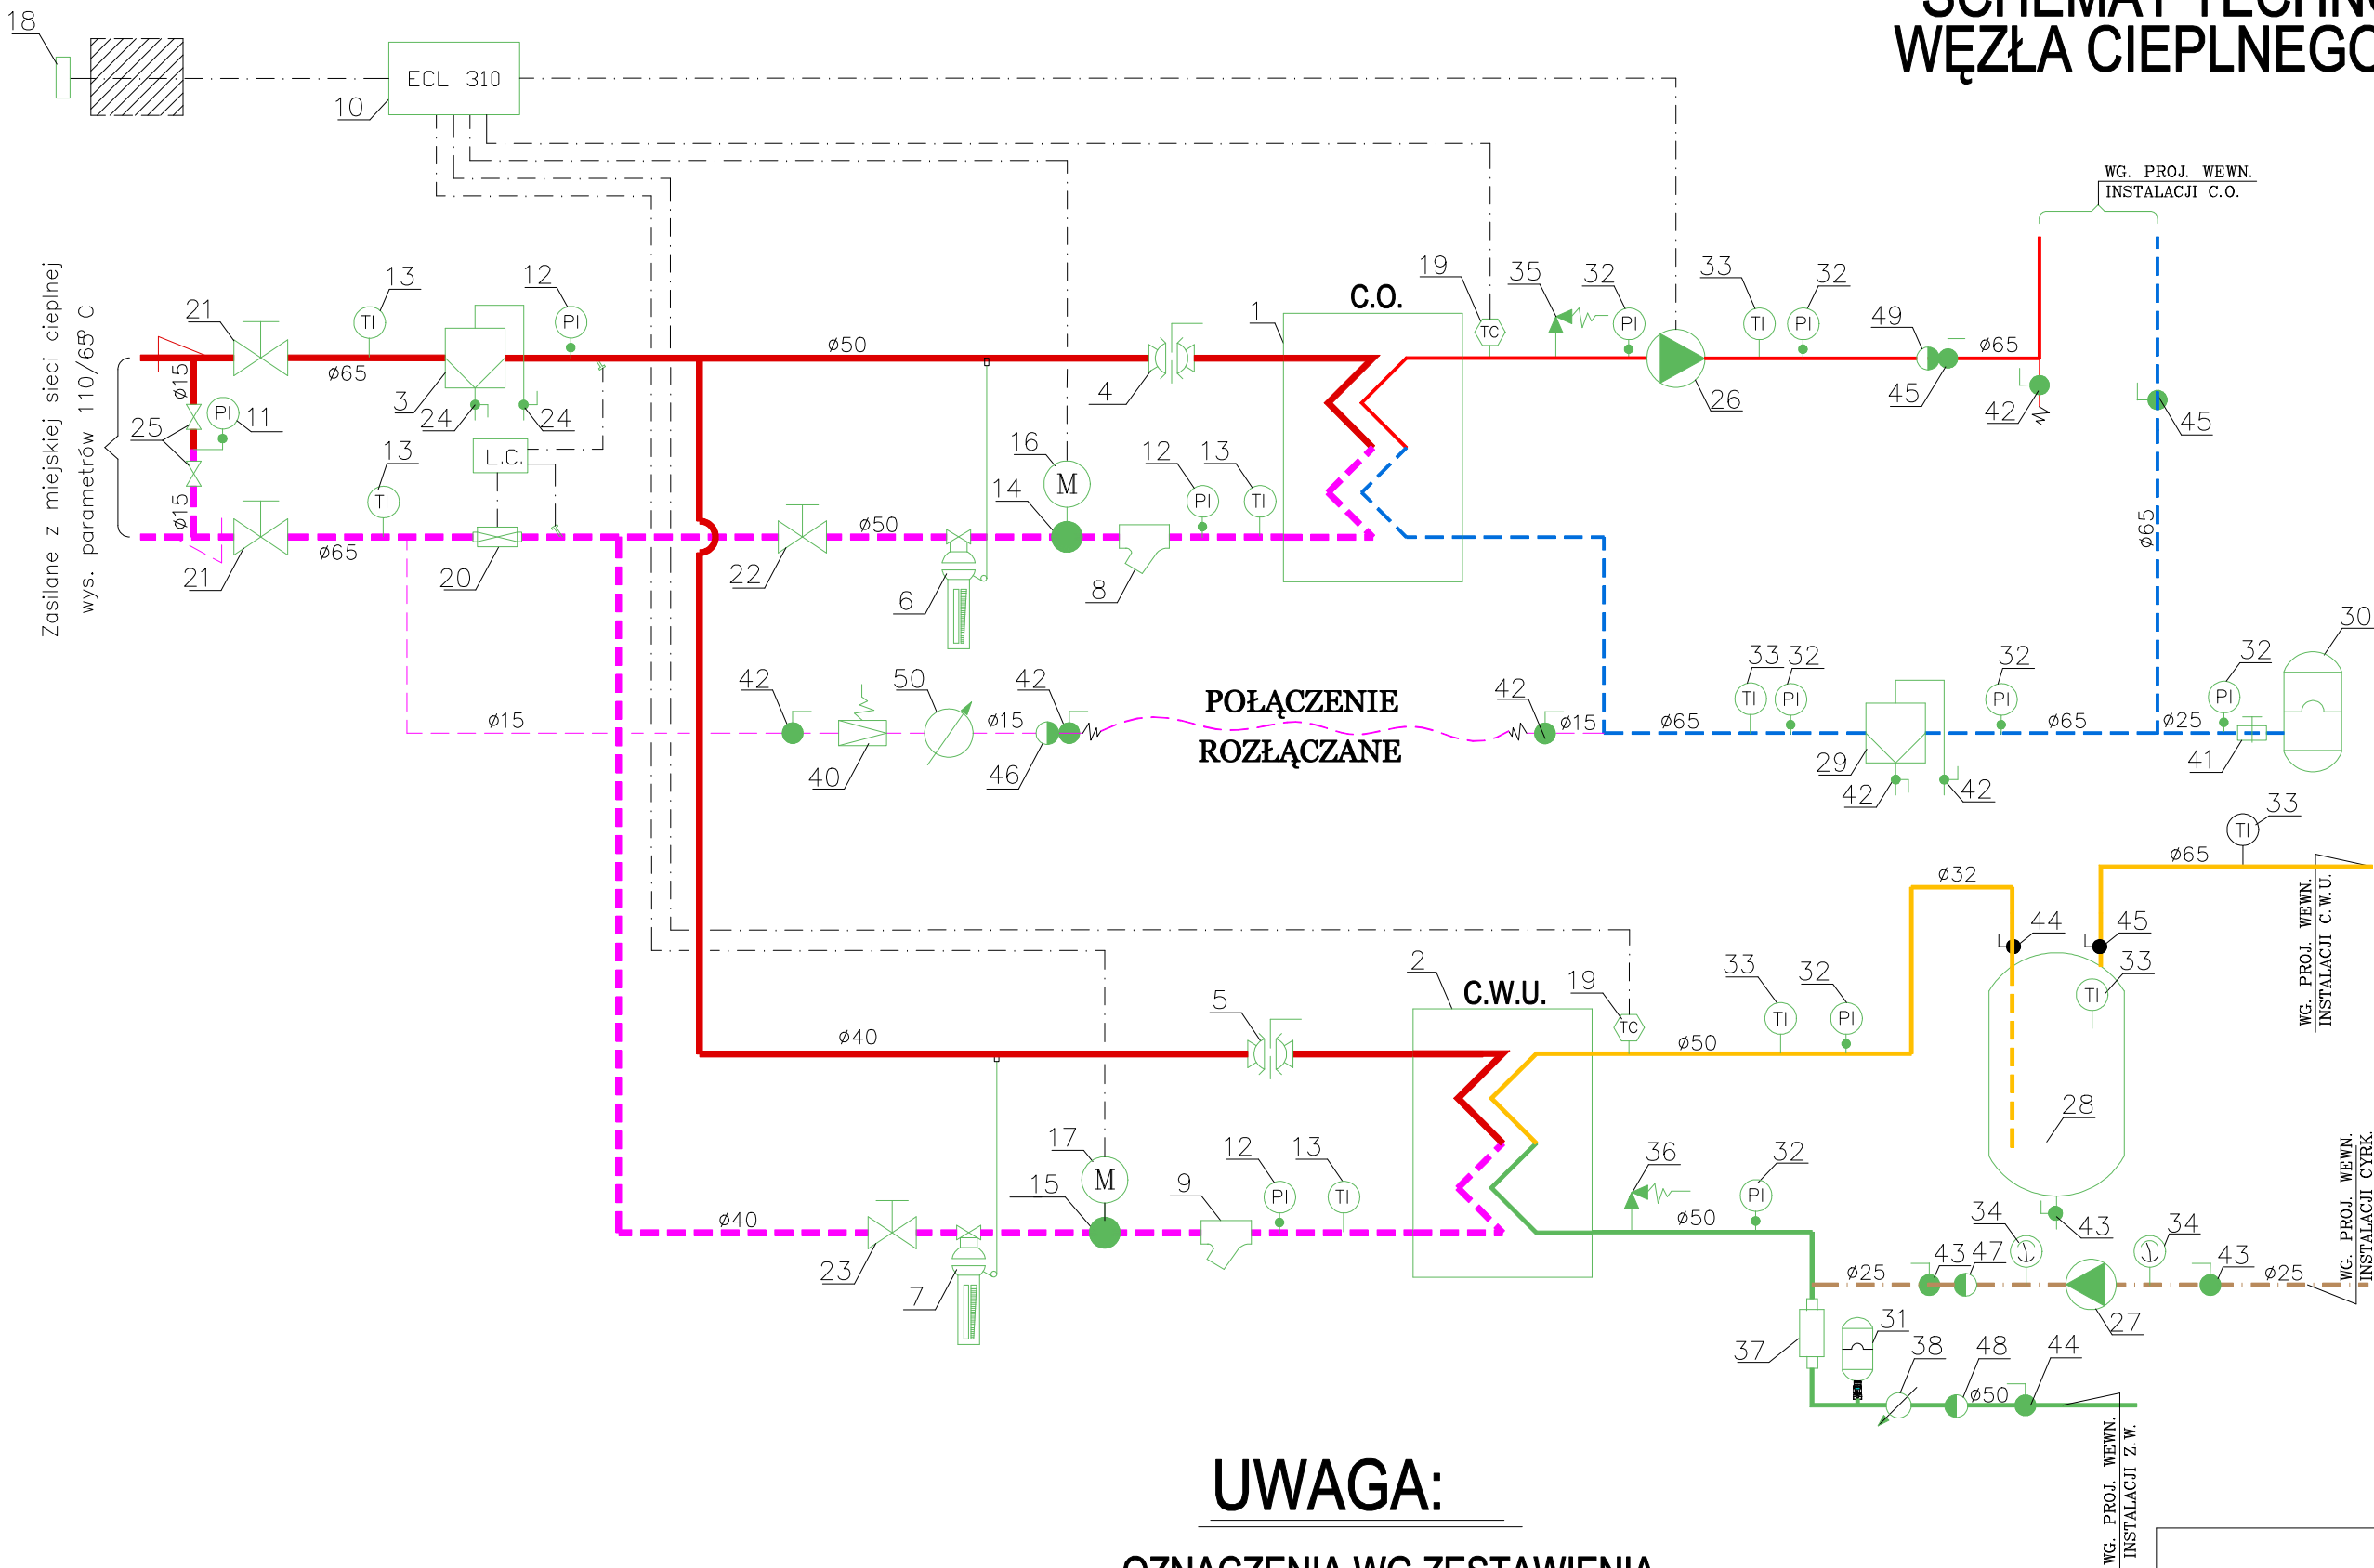 SCHEMAT TECHNO
WĘZŁA CIEPLNEGO
18
ECL 310
10
WG. PROJ. WEWN.
INSTALACJI C.O.
Zasilane z miejskiej sieci cieplnej
wys. parametrów 110/65° C
21
13
TI
12
PI
ø50
C.O.
1
19
TC
35
32
PI
33
TI
32
PI
49
ø65
ø15
ø65
3
24
24
4
26
45
42
45
25
PI
11
L.C.
13
TI
16
M
14
12
PI
13
TI
ø15
21
ø65
20
22
ø50
6
8
ø65
42
50
42
POŁĄCZENIE
ROZŁĄCZANE
42
ø15
ø15
ø15
40
46
ø65
33
TI
32
PI
32
PI
ø65
ø25
32
PI
30
29
42
42
41
33
TI
ø65
ø32
WG. PROJ. WEWN.
INSTALACJI C.W.U.
44
45
33
TI
2
C.W.U.
19
TC
33
TI
32
PI
5
ø40
ø50
28
17
M
15
9
12
PI
13
TI
36
32
PI
ø50
ø40
23
7
43
34
34
43
47
43
ø25
ø25
27
WG. PROJ. WEWN.
INSTALACJI CYRK.
37
31
38
48
44
ø50
WG. PROJ. WEWN.
INSTALACJI Z.W.
UWAGA:
OZNACZENIA WG ZESTAWIENIA